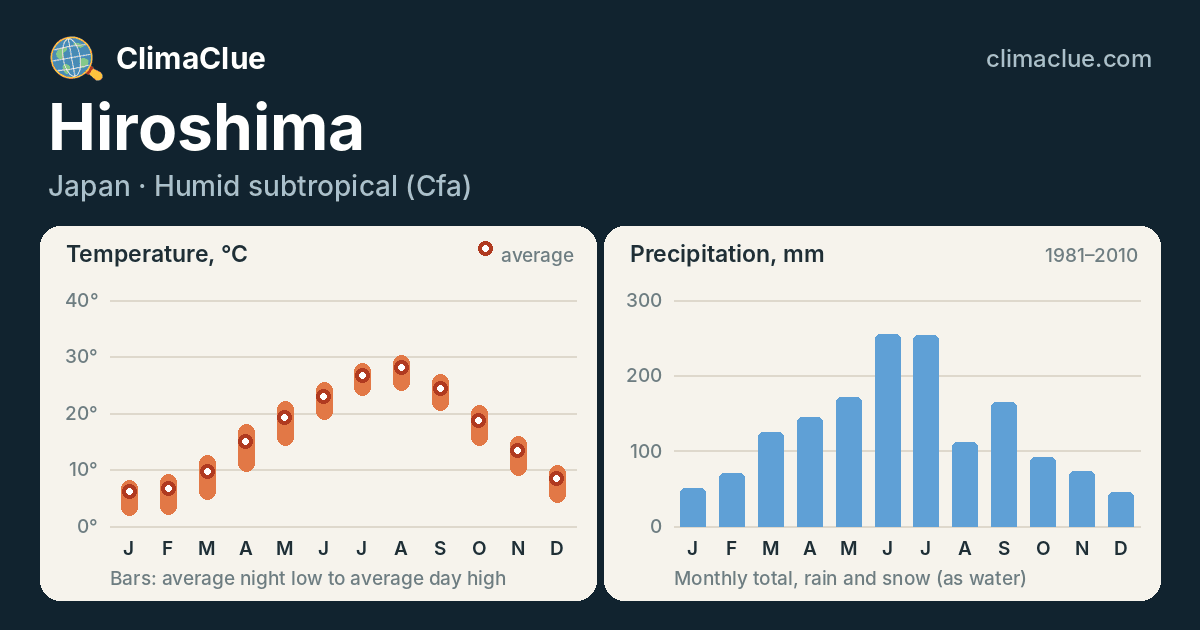 ClimaClue
climaclue.com
Hiroshima
Japan · Humid subtropical (Cfa)
Temperature, °C
average
40°
30°
20°
10°
0°
J F M A M J J A S O N D
Bars: average night low to average day high
Precipitation, mm
1981–2010
300
200
100
0
J F M A M J J A S O N D
Monthly total, rain and snow (as water)